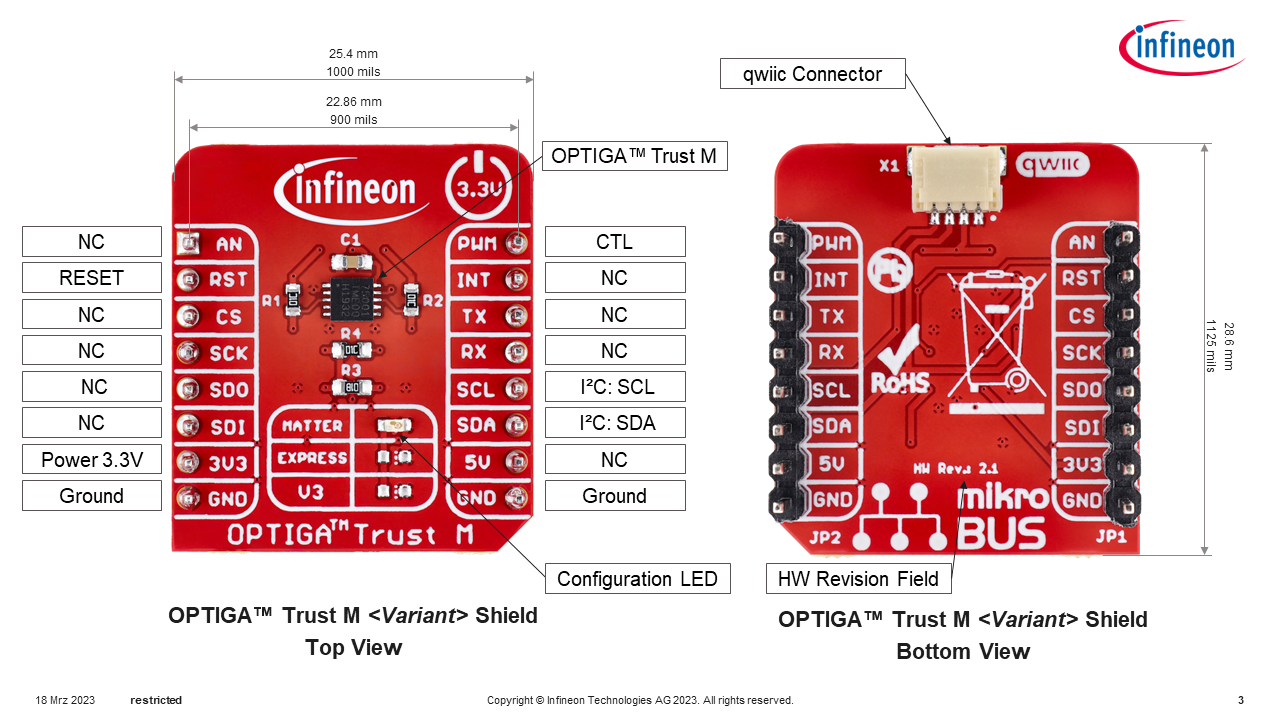 infineon
25.4 mm
1000 mils
22.86 mm
900 mils
qwiic Connector
OPTIGA™ Trust M
infineon
3.3V
X1
qwiic
NC
RESET
NC
NC
NC
NC
Power 3.3V
Ground
AN
RST
CS
SCK
SDO
SDI
3V3
GND
C1
R1
R2
R4
01C
R3
018
MATTER
EXPRESS
V3
PWM
INT
TX
RX
SCL
SDA
5V
GND
OPTIGA™ Trust M
CTL
NC
NC
NC
I²C: SCL
I²C: SDA
NC
Ground
PWM
INT
TX
RX
SCL
SDA
5V
GND
JP2
Pb
RoHS
HW Rev.: 2.1
mikro
BUS
AN
RST
CS
SCK
SDO
SDI
3V3
GND
JP1
28.6 mm
1125 mils
Configuration LED
HW Revision Field
OPTIGA™ Trust M <Variant> Shield
Top View
OPTIGA™ Trust M <Variant> Shield
Bottom View
18 Mrz 2023
restricted
Copyright © Infineon Technologies AG 2023. All rights reserved.
3